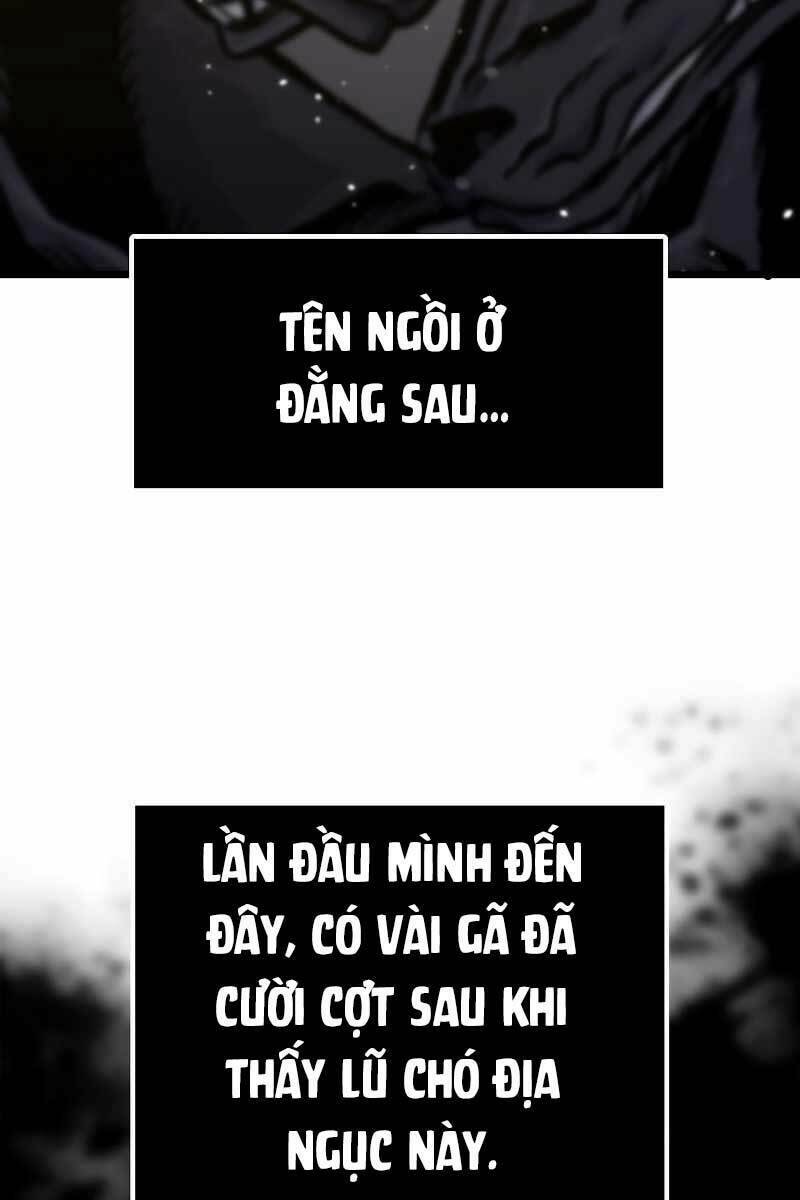 TÊN NGỒI Ở
ĐẰNG SAU...
LẦN ĐẦU MÌNH ĐẾN
ĐÂY, CÓ VÀI GÃ ĐÃ
CƯỜI CỢT SAU KHI
THẤY LŨ CHÓ ĐỊA
NGỤC NÀY.